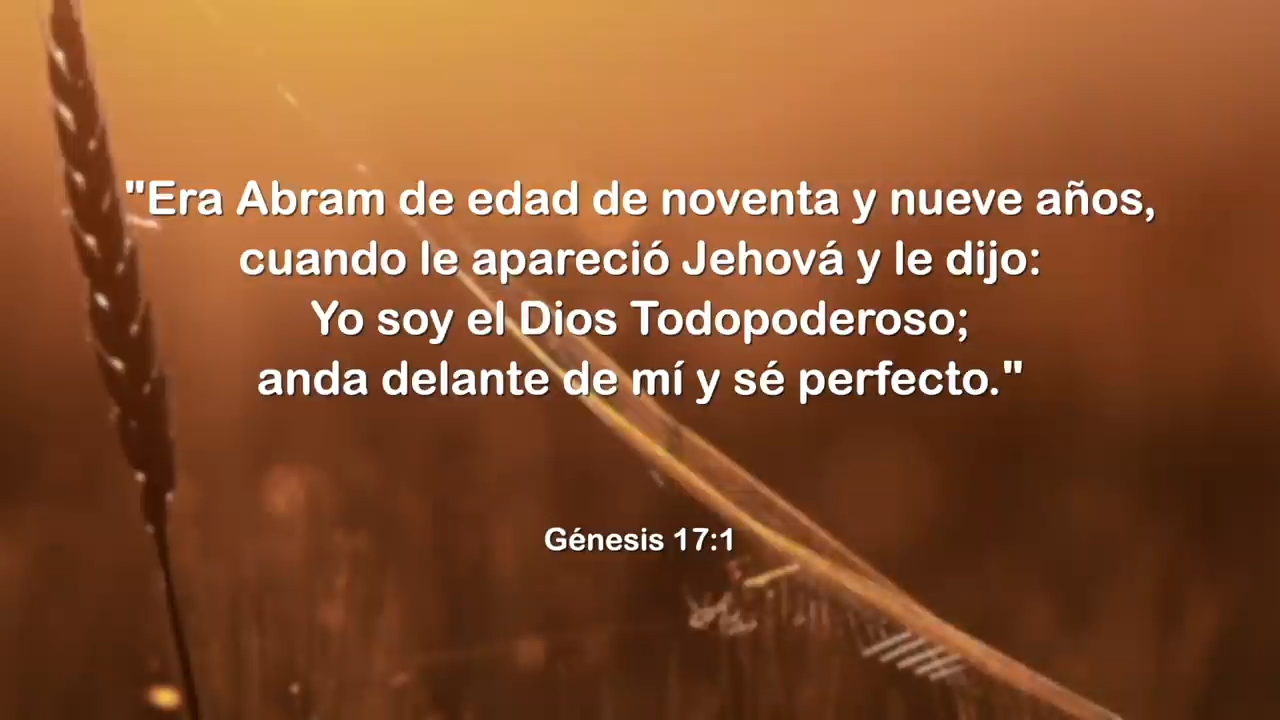 "Era Abram de edad de noventa y nueve años,
cuando le apareció Jehová y le dijo:
Yo soy el Dios Todopoderoso;
anda delante de mí y sé perfecto."
Génesis 17:1